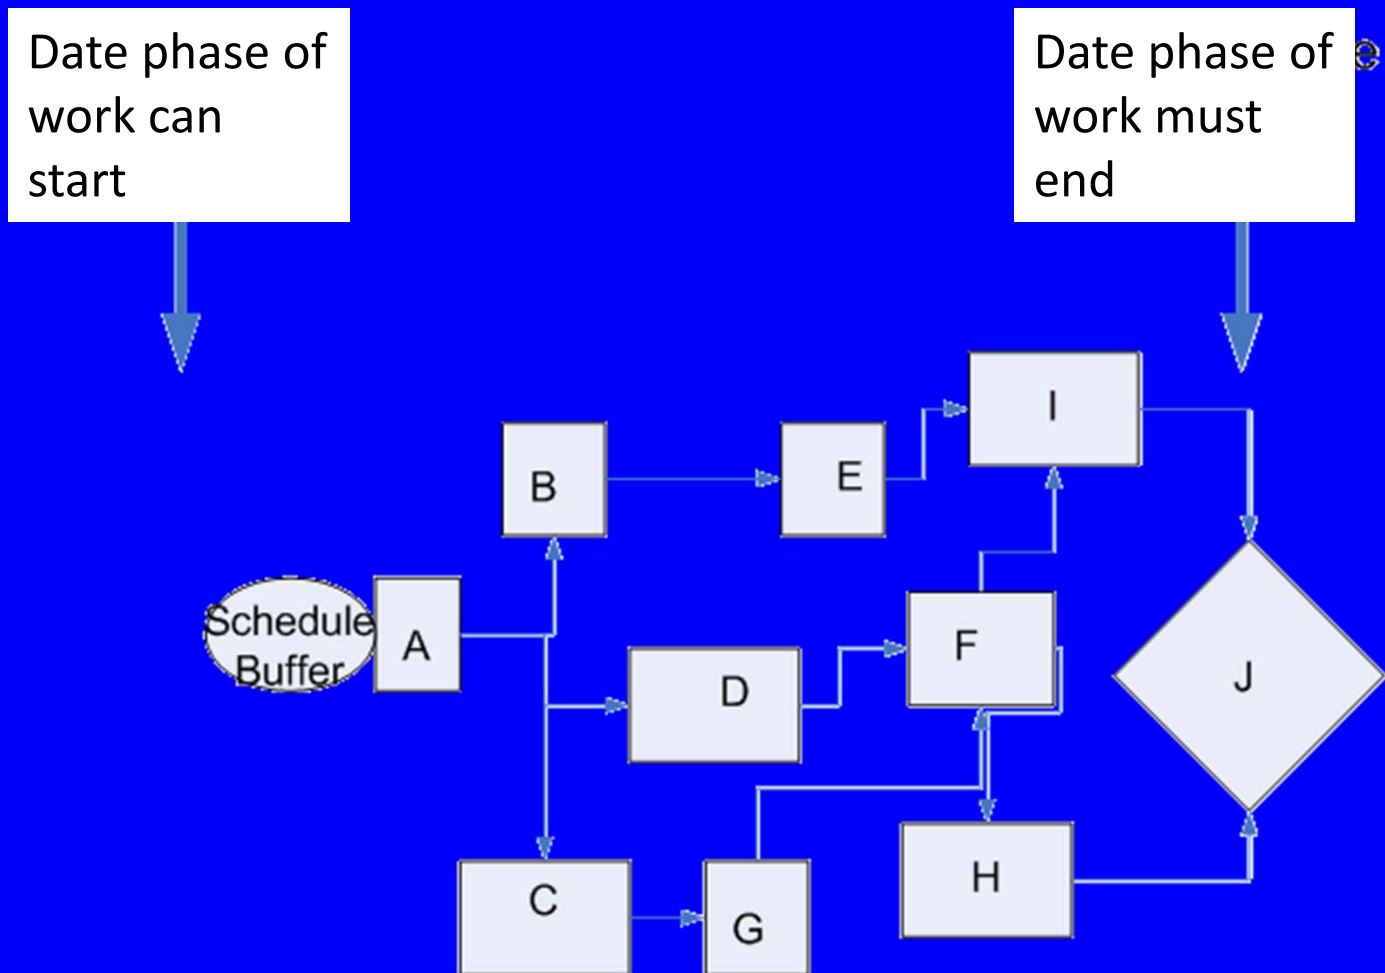 Date phase of
work can
start
Date phase of
work must
end
e
I
B
E
Schedule
Buffer
A
F
D
J
H
C
G